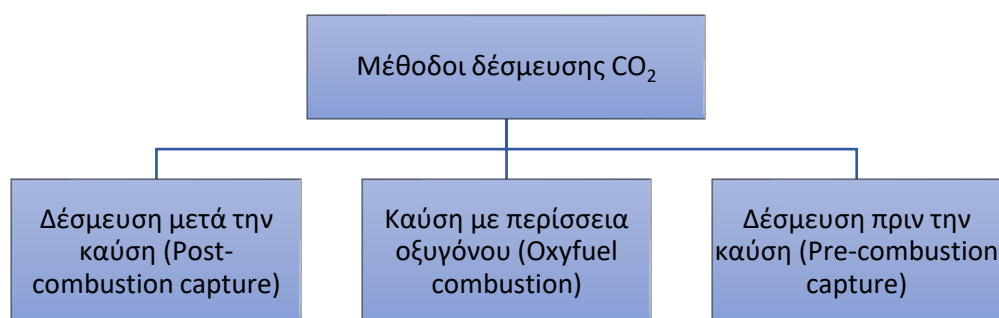 Μέθοδοι δέσμευσης CO₂
Δέσμευση μετά την
καύση (Post-
combustion capture)
Καύση με περίσσεια
οξυγόνου (Oxyfuel
combustion)
Δέσμευση πριν την
καύση (Pre-combustion
capture)